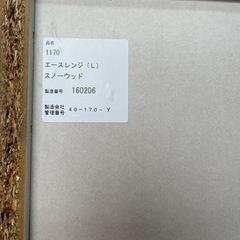 品名
1170
エースレンジ（L）
スノーウッド
製造番号 160206
製造会社
管理番号 40-170-Y